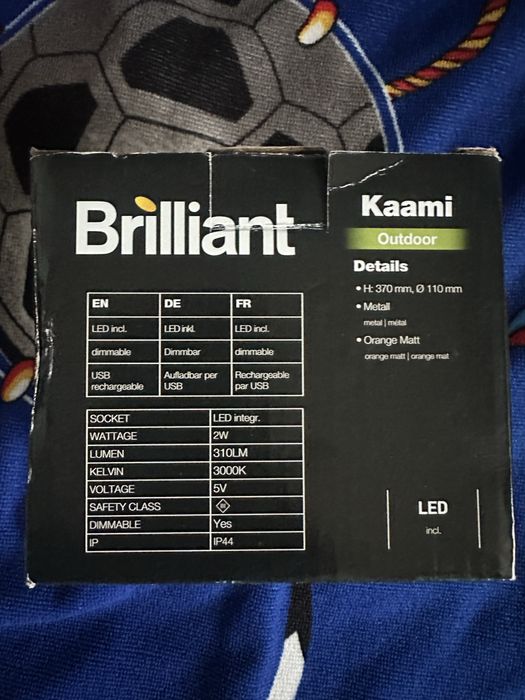 Brilliant
Kaami
Outdoor
Details
• H: 370 mm, Ø 110 mm
• Metall
metal | métal
• Orange Matt
orange matt | orange mat
EN DE FR
LED incl. LED inkl. LED incl.
dimmable Dimmbar dimmable
USB rechargeable Aufladbar per USB Rechargeable par USB
SOCKET LED integr.
WATTAGE 2W
LUMEN 310LM
KELVIN 3000K
VOLTAGE 5V
SAFETY CLASS III
DIMMABLE Yes
IP IP44
LED
incl.